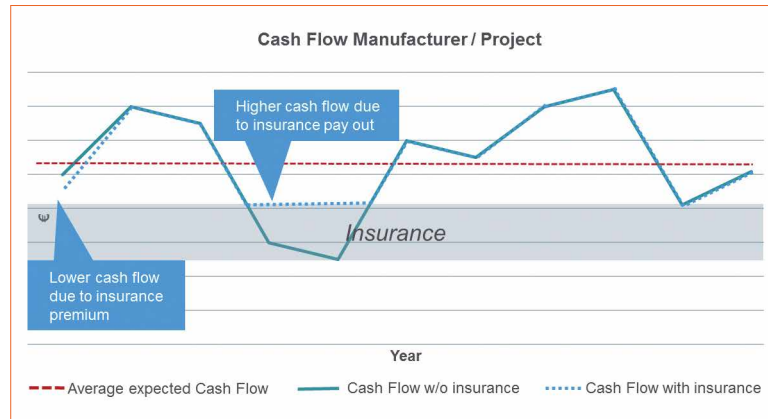 Cash Flow Manufacturer / Project
Higher cash flow due
to insurance pay out
€
Insurance
Lower cash flow
due to insurance
premium
Year
Average expected Cash Flow
Cash Flow w/o insurance
Cash Flow with insurance